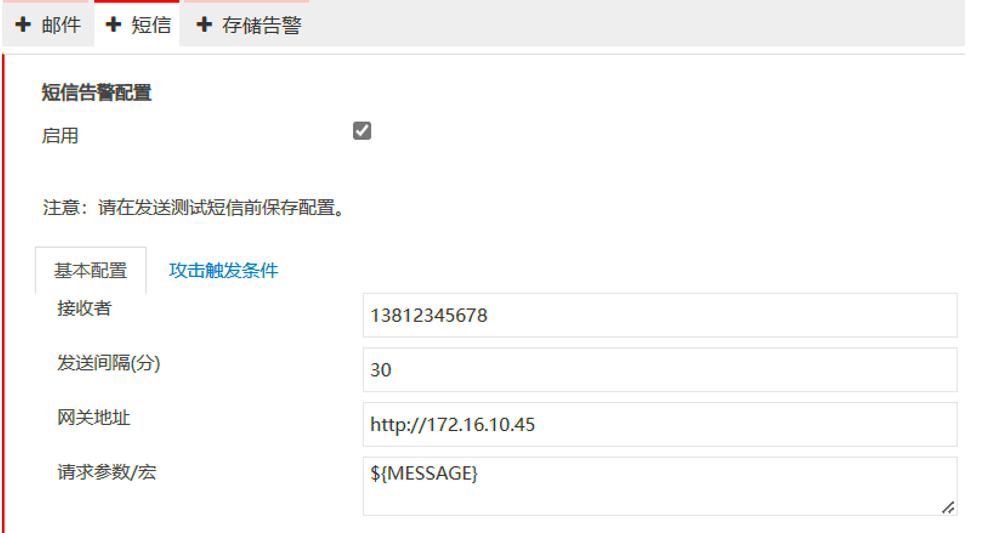 邮件 短信 存储告警
短信告警配置
启用
注意：请在发送测试短信前保存配置。
基本配置 攻击触发条件
接收者 13812345678
发送间隔(分) 30
网关地址 http://172.16.10.45
请求参数/宏 ${MESSAGE}